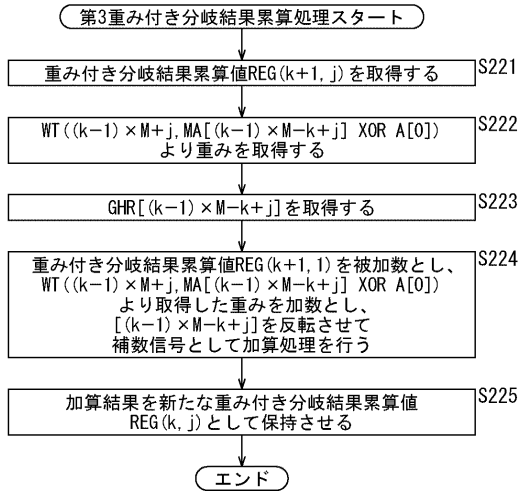 第3重み付き分岐結果累算処理スタート
重み付き分岐結果累算値REG(k+1,j)を取得する
S221
WT((k−1)×M+j,MA[(k−1)×M−k+j] XOR A[0])
より重みを取得する
S222
GHR[(k−1)×M−k+j]を取得する
S223
重み付き分岐結果累算値REG(k+1,1)を被加数とし、
WT((k−1)×M+j,MA[(k−1)×M−k+j] XOR A[0])
より取得した重みを加数とし、
[(k−1)×M−k+j]を反転させて
補数信号として加算処理を行う
S224
加算結果を新たな重み付き分岐結果累算値
REG(k,j)として保持させる
S225
エンド